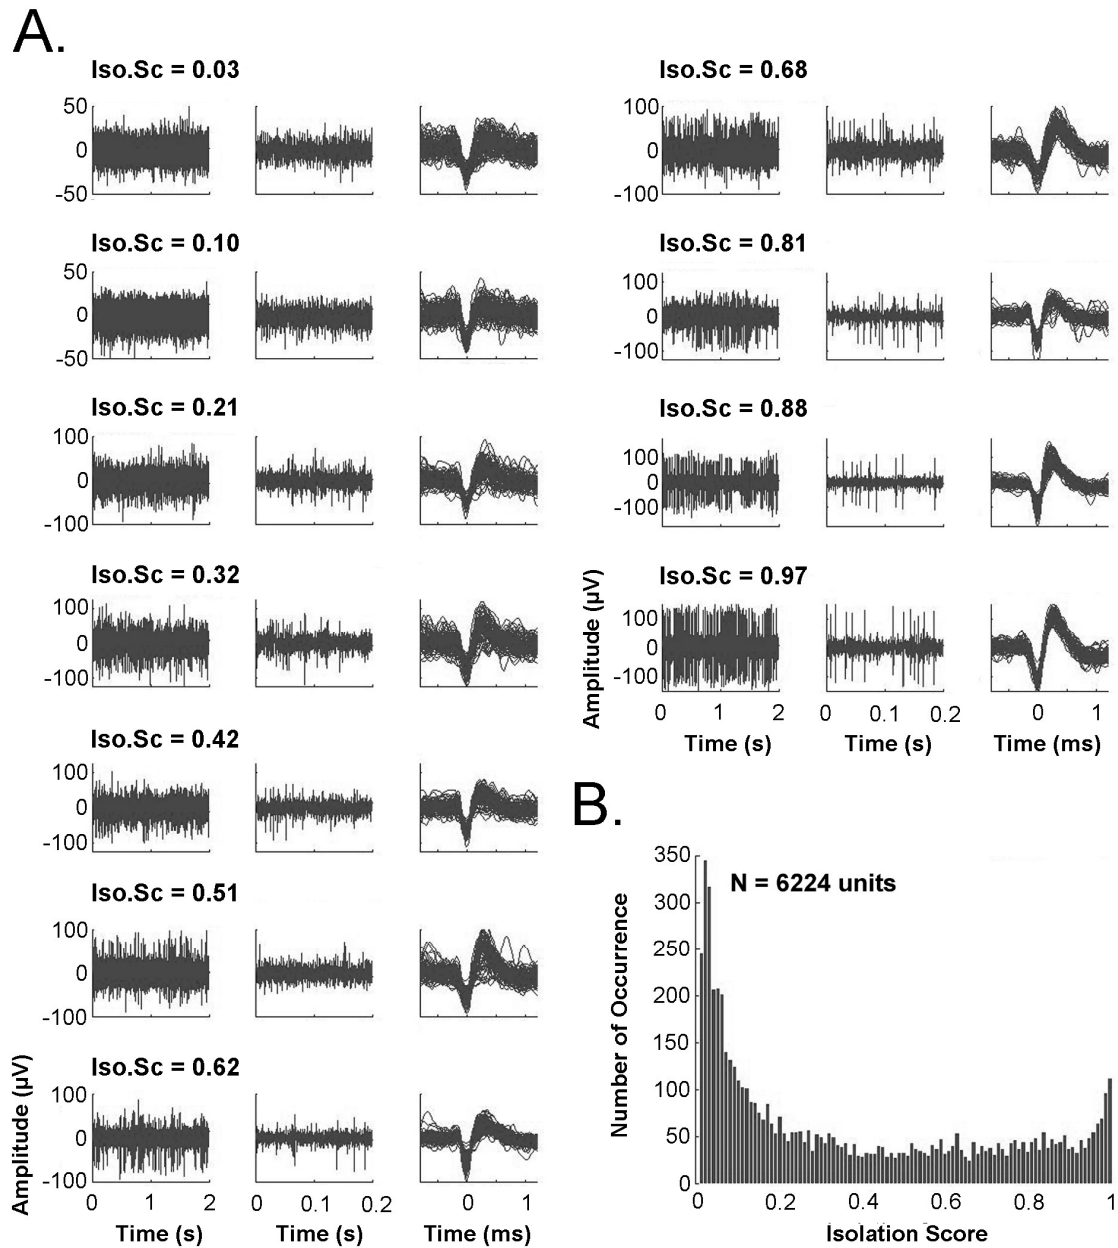 A.
Iso.Sc = 0.03
50
0
-50
Iso.Sc = 0.10
50
0
-50
Iso.Sc = 0.21
100
0
-100
Iso.Sc = 0.32
100
0
-100
Iso.Sc = 0.42
100
0
-100
Iso.Sc = 0.51
100
0
-100
Iso.Sc = 0.62
100
0
-100
Amplitude (µV)
0 1 2
0 0.1 0.2
0 1
Time (s) Time (s) Time (ms)
Iso.Sc = 0.68
100
0
-100
Iso.Sc = 0.81
100
0
-100
Iso.Sc = 0.88
100
0
-100
Iso.Sc = 0.97
100
0
-100
Amplitude (µV)
0 1 2
0 0.1 0.2
0 1
Time (s) Time (s) Time (ms)
B.
N = 6224 units
350
300
250
200
150
100
50
0
Number of Occurrence
0 0.2 0.4 0.6 0.8 1
Isolation Score